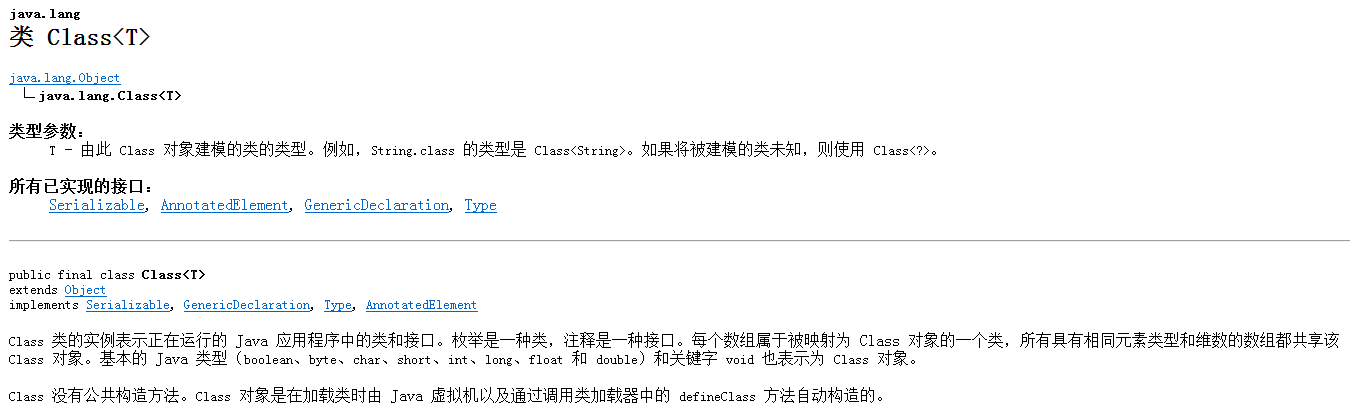 java.lang
类 Class<T>
java.lang.Object
java.lang.Class<T>
类型参数：
T - 由此 Class 对象建模的类的类型。例如，String.class 的类型是 Class<String>。如果将被建模的类未知，则使用 Class<?>。
所有已实现的接口：
Serializable, AnnotatedElement, GenericDeclaration, Type
public final class Class<T>
extends Object
implements Serializable, GenericDeclaration, Type, AnnotatedElement
Class 类的实例表示正在运行的 Java 应用程序中的类和接口。枚举是一种类，注释是一种接口。每个数组属于被映射为 Class 对象的一个类，所有具有相同元素类型和维数的数组都共享该
Class 对象。基本的 Java 类型（boolean、byte、char、short、int、long、float 和 double）和关键字 void 也表示为 Class 对象。
Class 没有公共构造方法。Class 对象是在加载类时由 Java 虚拟机以及通过调用类加载器中的 defineClass 方法自动构造的。